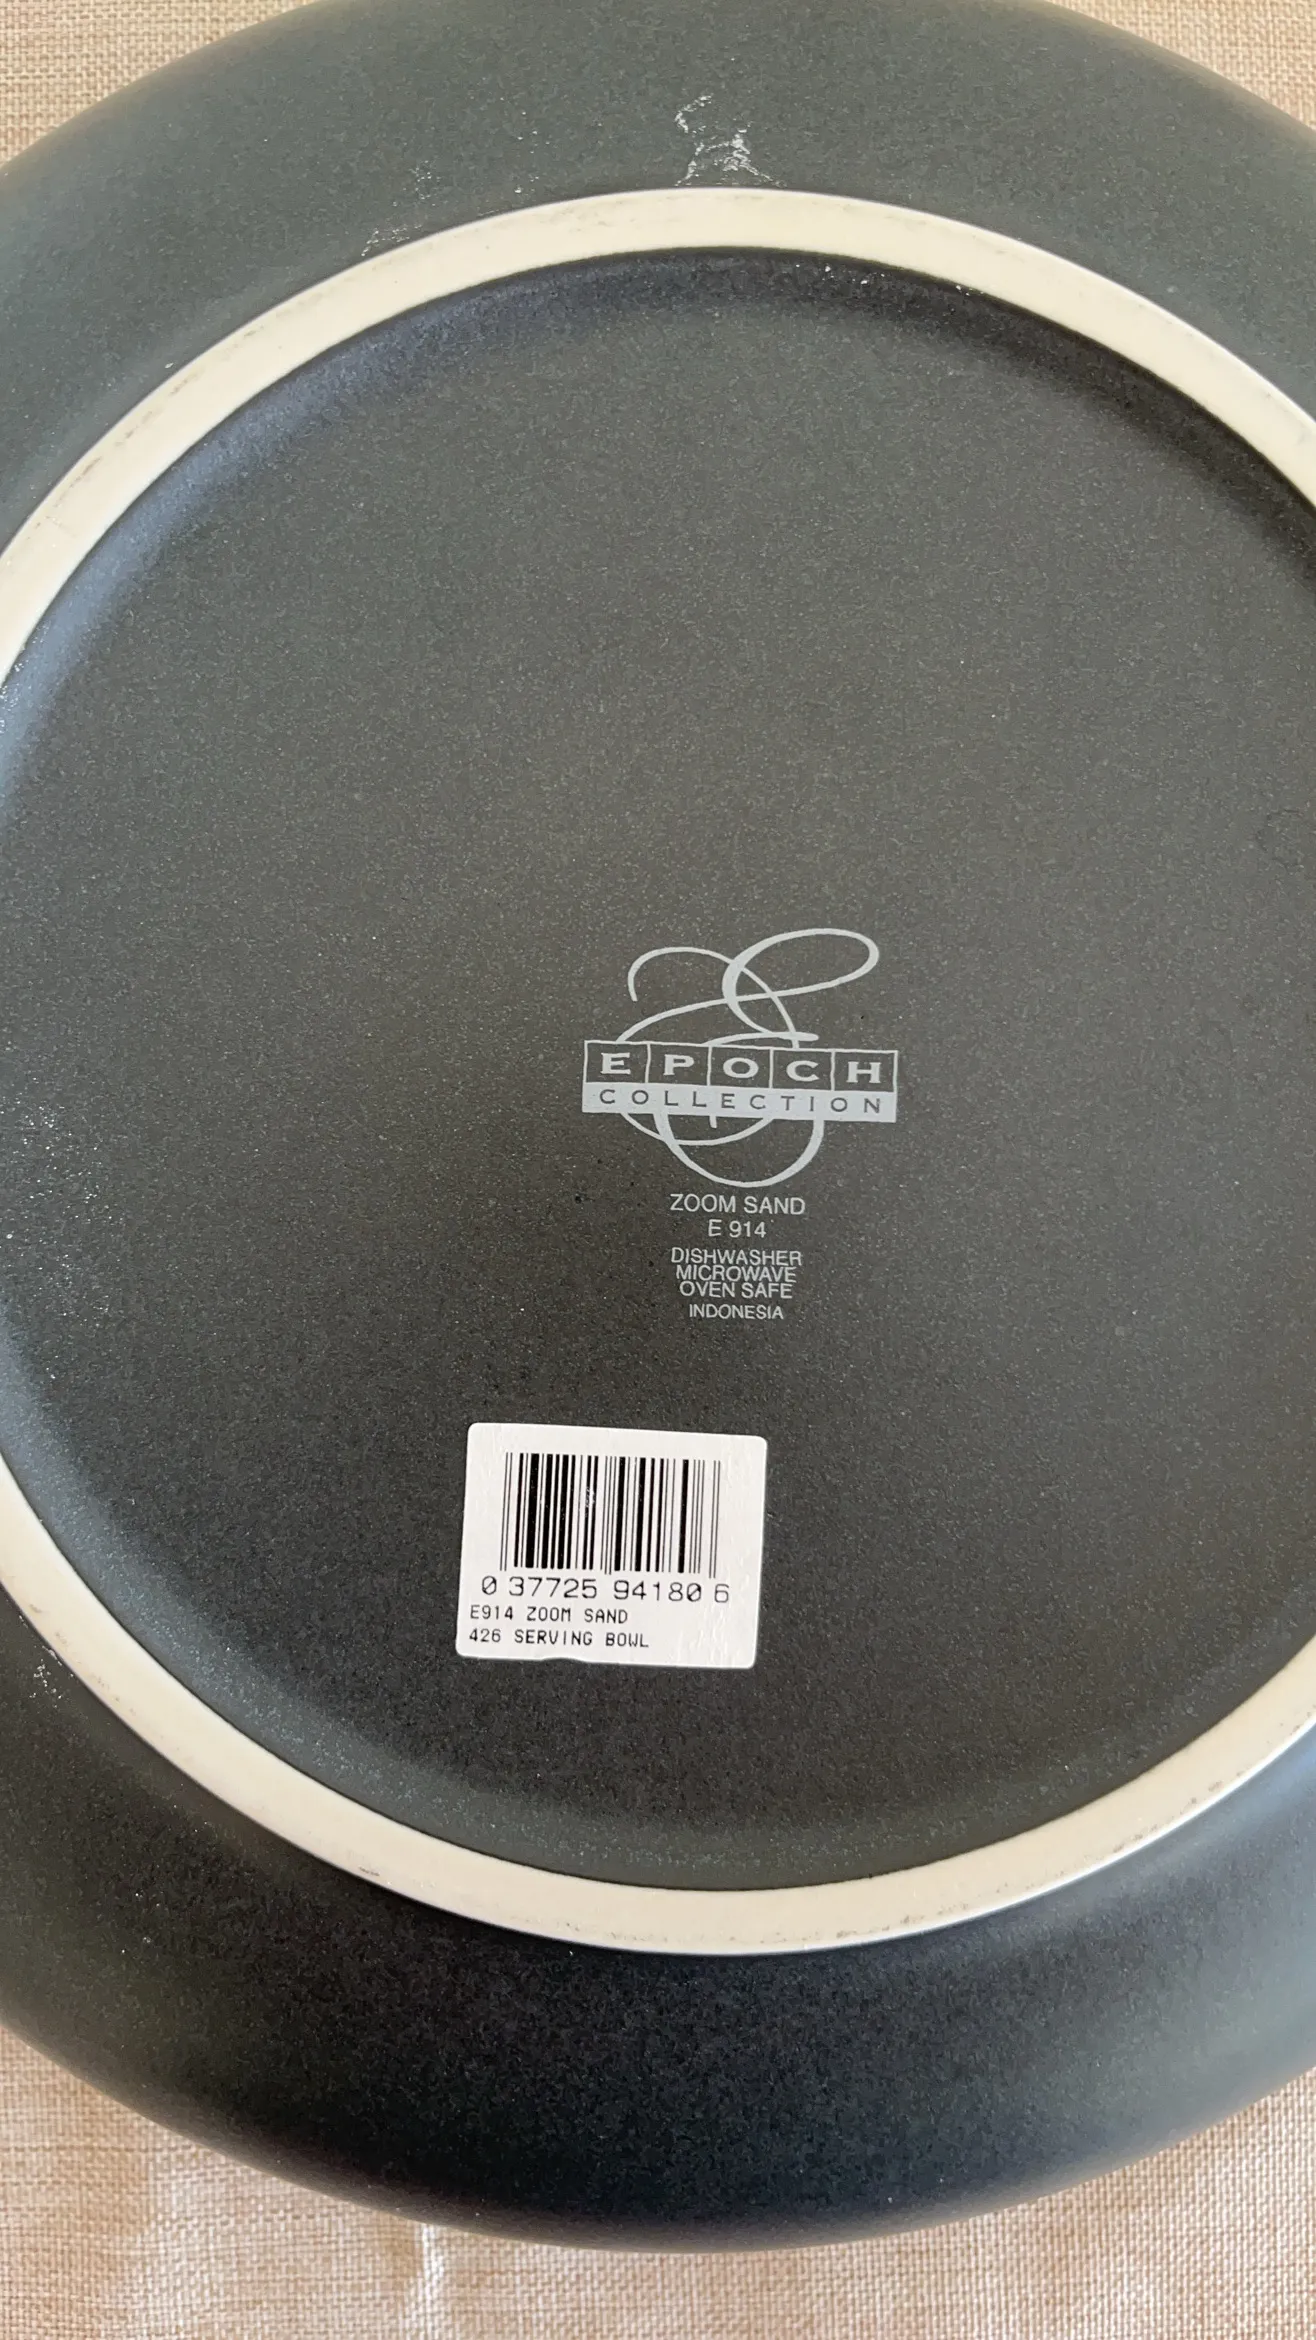 EPOCH
COLLECTION
ZOOM SAND
E 914
DISHWASHER
MICROWAVE
OVEN SAFE
INDONESIA
0 37725 94180 6
E914 ZOOM SAND
426 SERVING BOWL